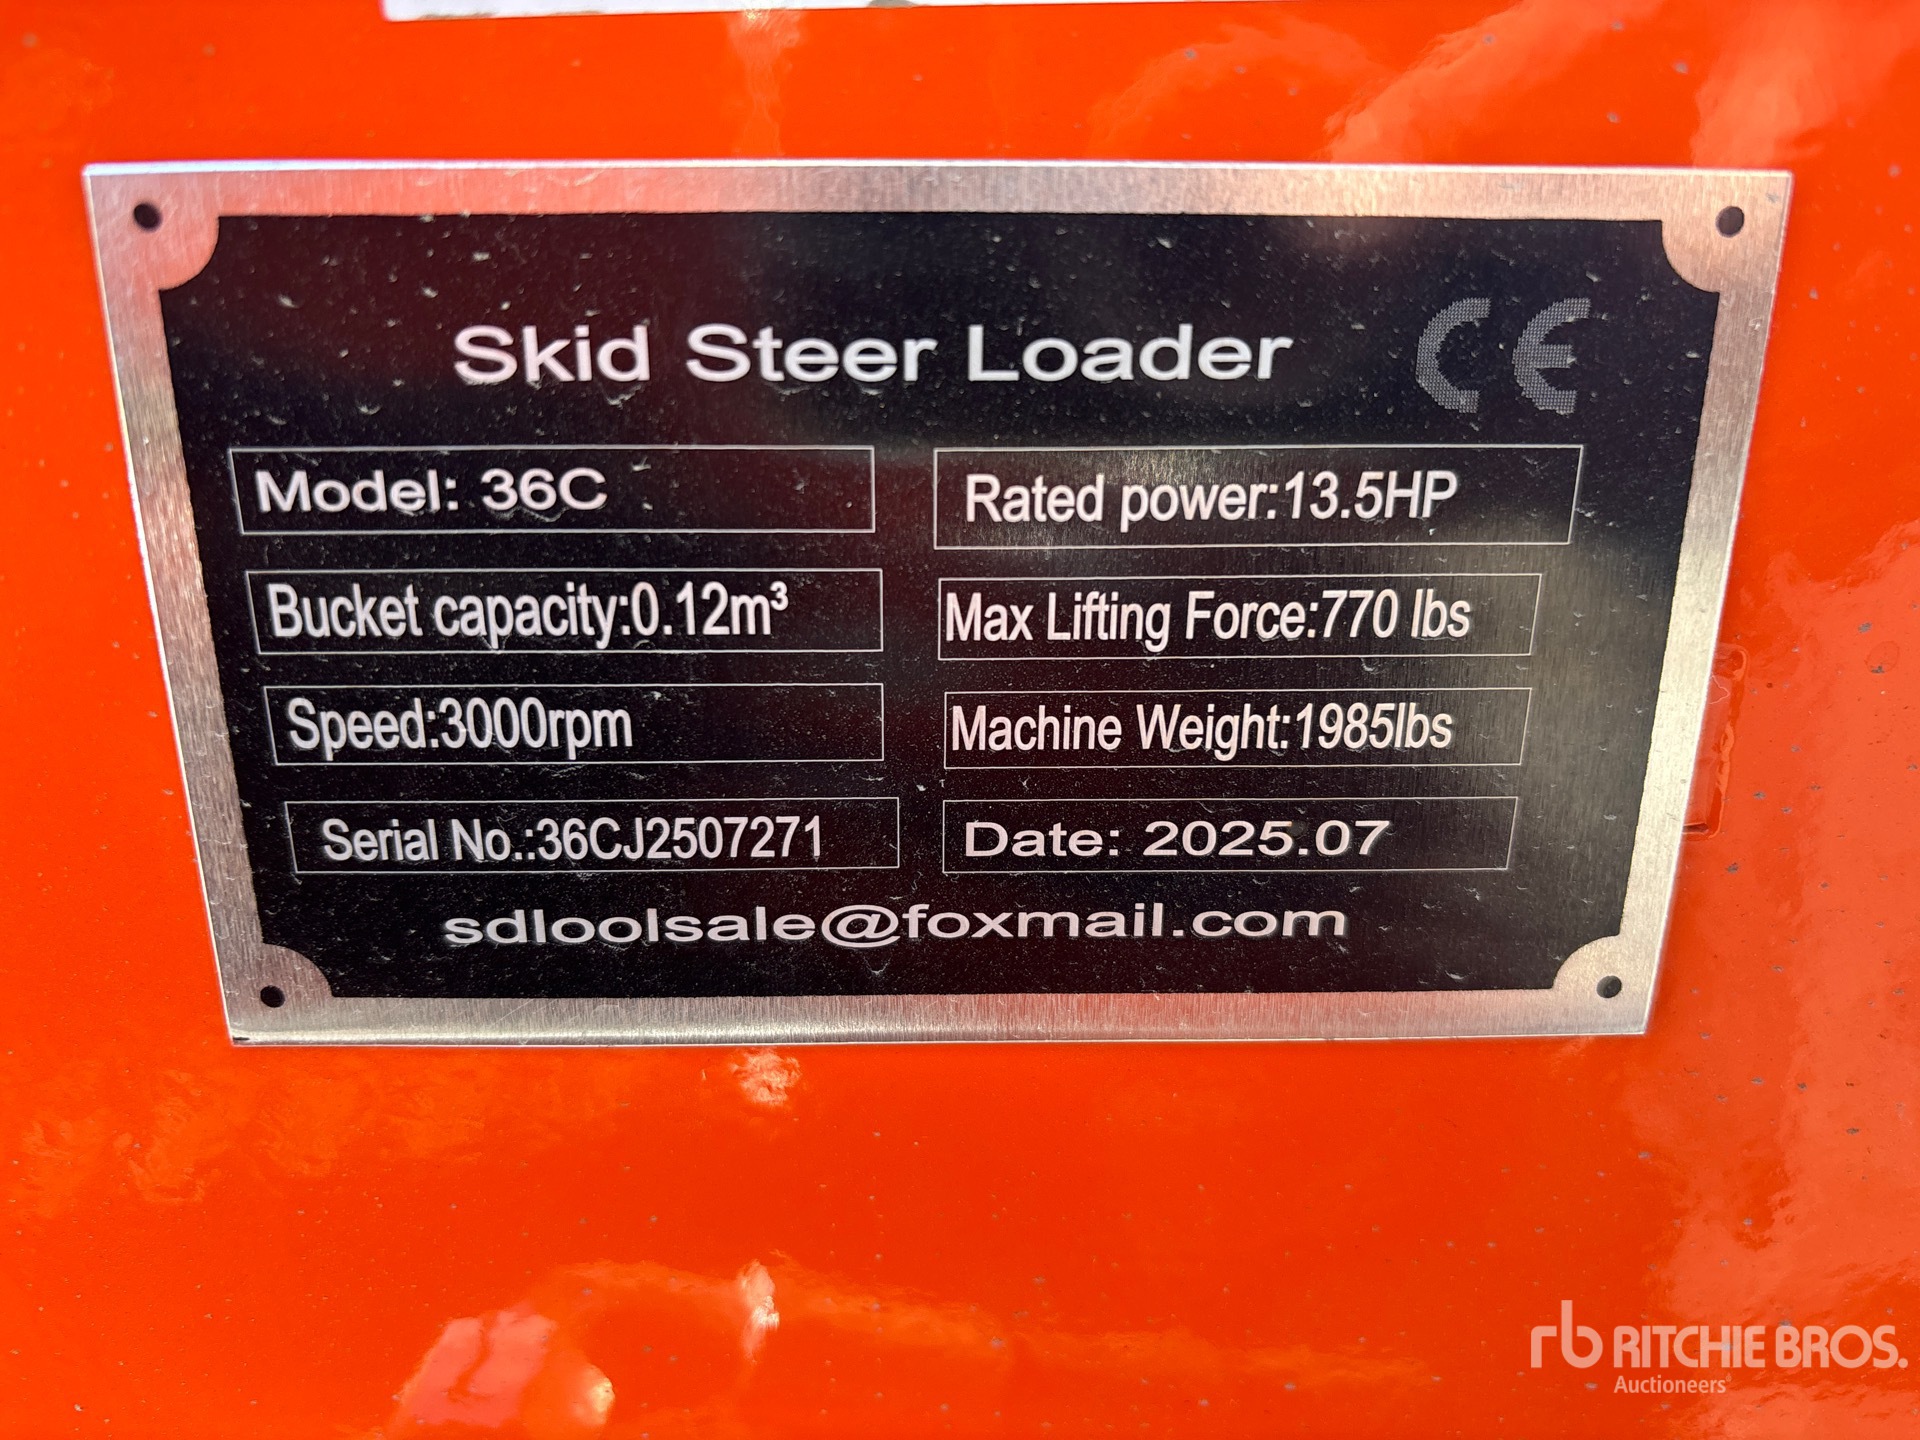 Skid Steer Loader CE
Model: 36C
Rated power:13.5HP
Bucket capacity:0.12m³
Max Lifting Force:770 lbs
Speed:3000rpm
Machine Weight:1985lbs
Serial No.:36CJ2507271
Date: 2025.07
sdloolsale@foxmail.com
rb RITCHIE BROS.
Auctioneers